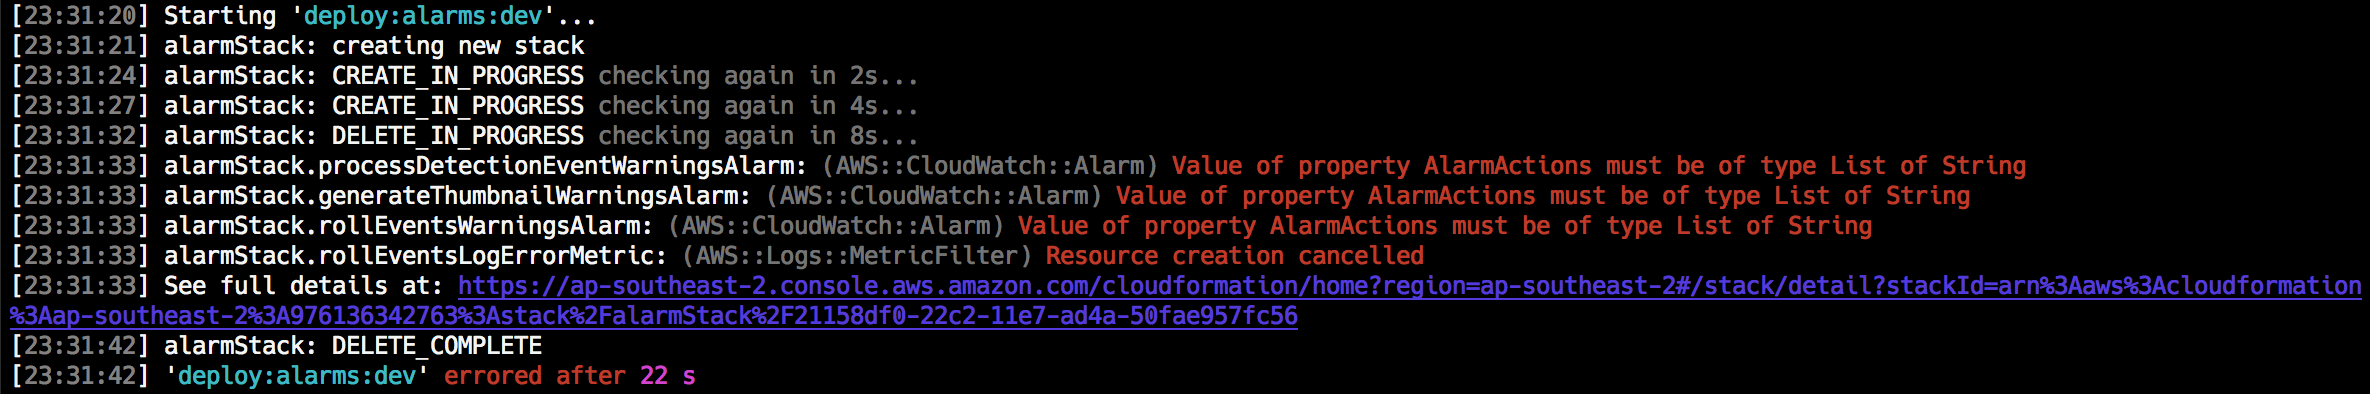 [23:31:20] Starting 'deploy:alarms:dev'...
[23:31:21] alarmStack: creating new stack
[23:31:24] alarmStack: CREATE_IN_PROGRESS checking again in 2s...
[23:31:27] alarmStack: CREATE_IN_PROGRESS checking again in 4s...
[23:31:32] alarmStack: DELETE_IN_PROGRESS checking again in 8s...
[23:31:33] alarmStack.processDetectionEventWarningsAlarm: (AWS::CloudWatch::Alarm) Value of property AlarmActions must be of type List of String
[23:31:33] alarmStack.generateThumbnailWarningsAlarm: (AWS::CloudWatch::Alarm) Value of property AlarmActions must be of type List of String
[23:31:33] alarmStack.rollEventsWarningsAlarm: (AWS::CloudWatch::Alarm) Value of property AlarmActions must be of type List of String
[23:31:33] alarmStack.rollEventsLogErrorMetric: (AWS::Logs::MetricFilter) Resource creation cancelled
[23:31:33] See full details at: https://ap-southeast-2.console.aws.amazon.com/cloudformation/home?region=ap-southeast-2#/stack/detail?stackId=arn%3Aaws%3Acloudformation
%3Aap-southeast-2%3A976136342763%3Astack%2FalarmStack%2F21158df0-22c2-11e7-ad4a-50fae957fc56
[23:31:42] alarmStack: DELETE_COMPLETE
[23:31:42] 'deploy:alarms:dev' errored after 22 s